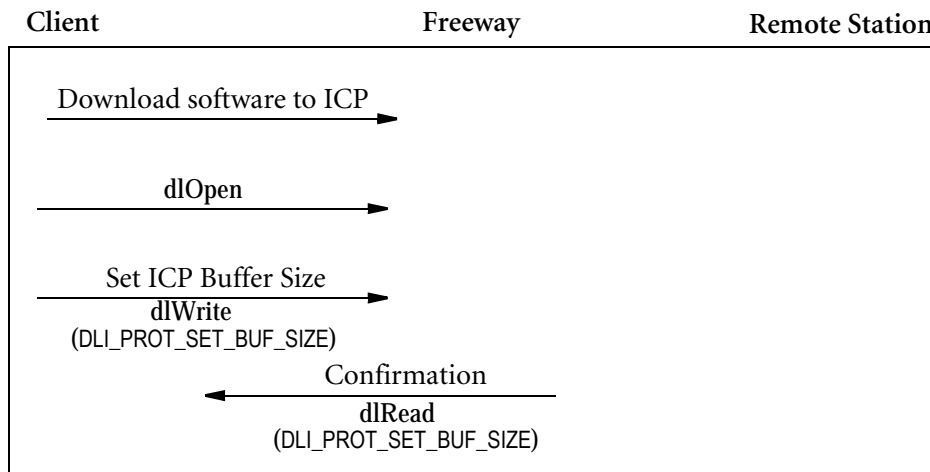 Client Freeway Remote Station
Download software to ICP
dlOpen
Set ICP Buffer Size
dlWrite
(DLI_PROT_SET_BUF_SIZE)
Confirmation
dlRead
(DLI_PROT_SET_BUF_SIZE)